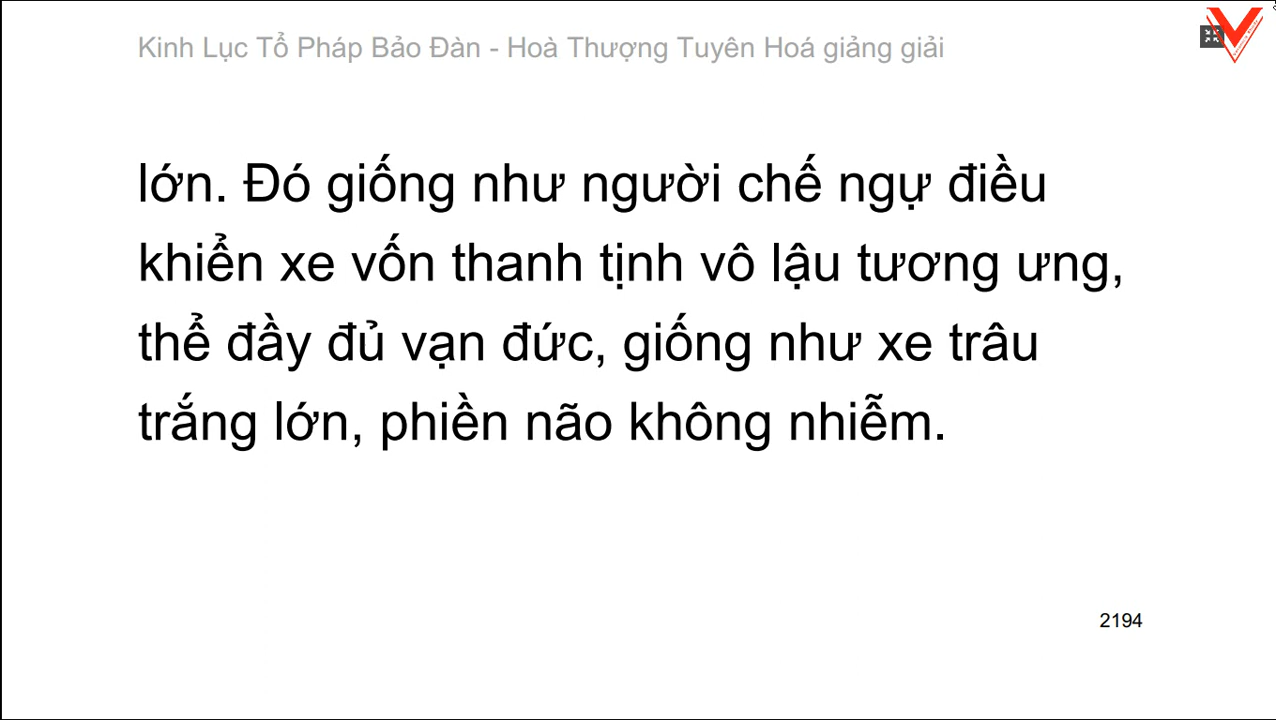 Kinh Lục Tổ Pháp Bảo Đàn - Hoà Thượng Tuyên Hoá giảng giải
lớn. Đó giống như người chế ngự điều
khiển xe vốn thanh tịnh vô lậu tương ưng,
thể đầy đủ vạn đức, giống như xe trâu
trắng lớn, phiền não không nhiễm.
2194